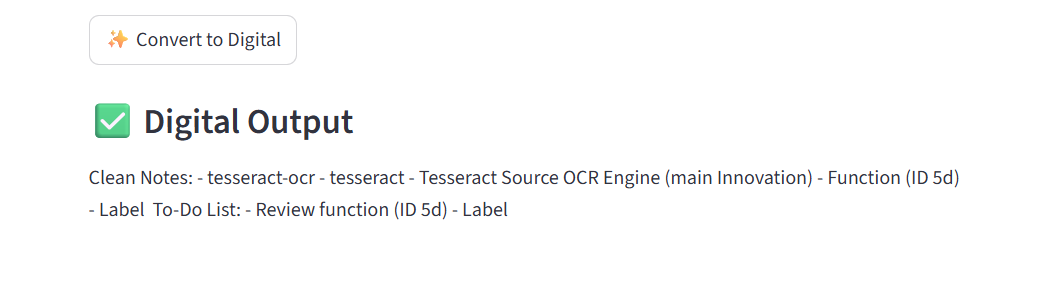 ✨ Convert to Digital
✅ Digital Output
Clean Notes: - tesseract-ocr - tesseract - Tesseract Source OCR Engine (main Innovation) - Function (ID 5d)
- Label  To-Do List: - Review function (ID 5d) - Label